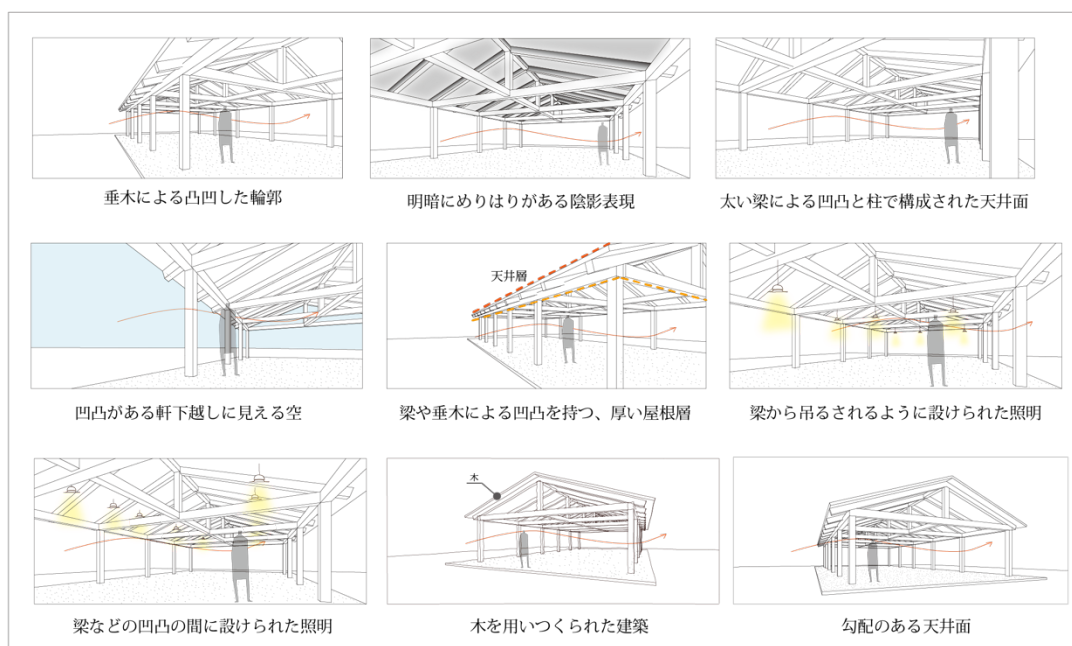 垂木による凸凹した輪郭
明暗にめりはりがある陰影表現
太い梁による凹凸と柱で構成された天井面
凹凸がある軒下越しに見える空
天井層
梁や垂木による凹凸を持つ、厚い屋根層
梁から吊るされるように設けられた照明
梁などの凹凸の間に設けられた照明
木
木を用いつくられた建築
勾配のある天井面